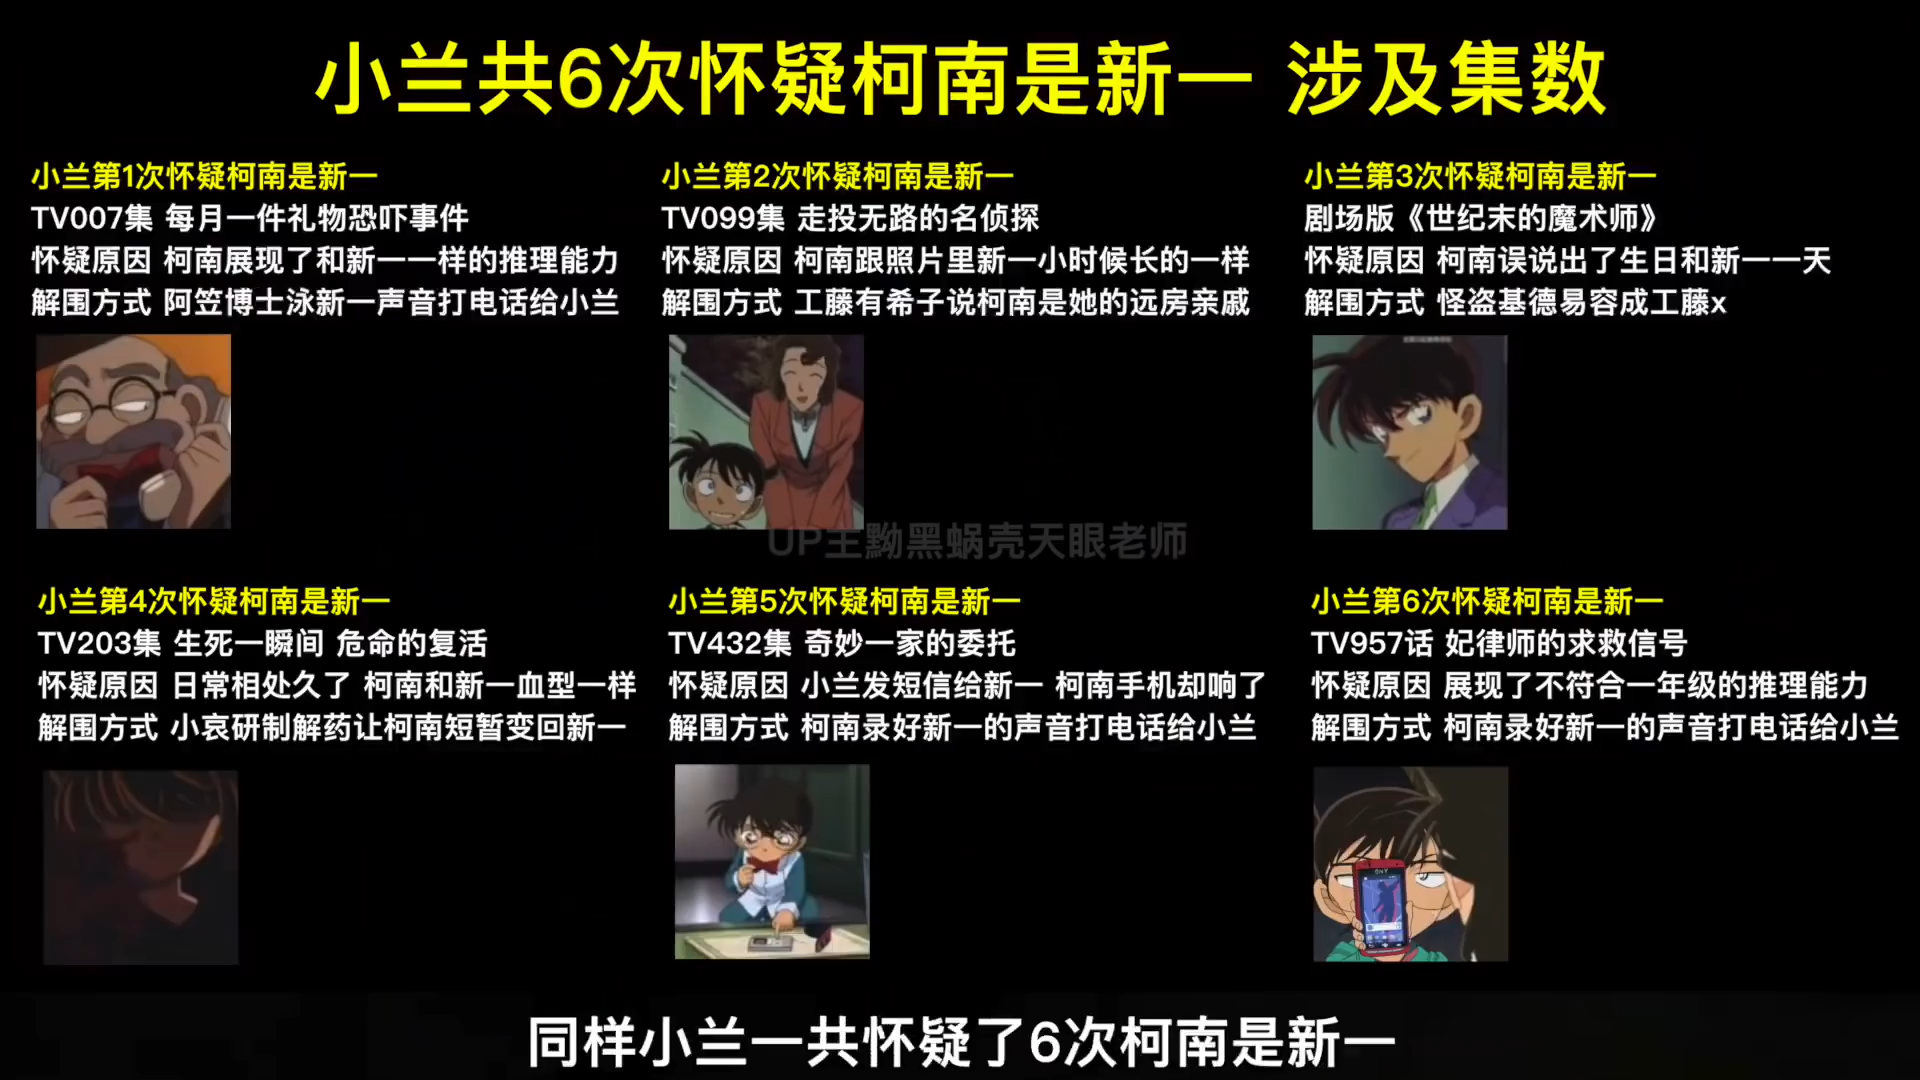 小兰共6次怀疑柯南是新一 涉及集数
小兰第1次怀疑柯南是新一
TV007集 每月一件礼物恐吓事件
怀疑原因 柯南展现了和新一一样的推理能力
解围方式 阿笠博士泳新一声音打电话给小兰
小兰第2次怀疑柯南是新一
TV099集 走投无路的名侦探
怀疑原因 柯南跟照片里新一小时候长的一样
解围方式 工藤有希子说柯南是她的远房亲戚
小兰第3次怀疑柯南是新一
剧场版《世纪末的魔术师》
怀疑原因 柯南误说出了生日和新一一天
解围方式 怪盗基德易容成工藤x
UP主黝黑蜗壳天眼老师
小兰第4次怀疑柯南是新一
TV203集 生死一瞬间 危命的复活
怀疑原因 日常相处久了 柯南和新一血型一样
解围方式 小哀研制解药让柯南短暂变回新一
小兰第5次怀疑柯南是新一
TV432集 奇妙一家的委托
怀疑原因 小兰发短信给新一 柯南手机却响了
解围方式 柯南录好新一的声音打电话给小兰
小兰第6次怀疑柯南是新一
TV957话 妃律师的求救信号
怀疑原因 展现了不符合一年级的推理能力
解围方式 柯南录好新一的声音打电话给小兰
同样小兰一共怀疑了6次柯南是新一